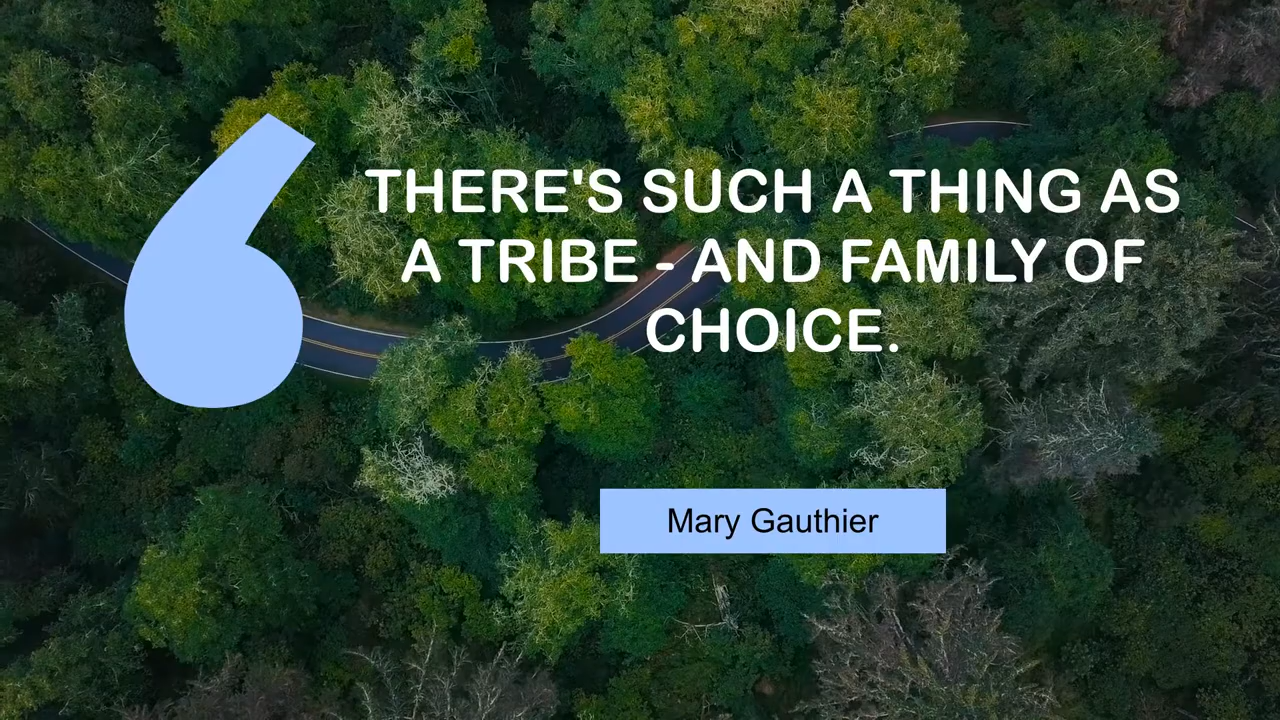 THERE'S SUCH A THING AS
A TRIBE - AND FAMILY OF
CHOICE.
Mary Gauthier